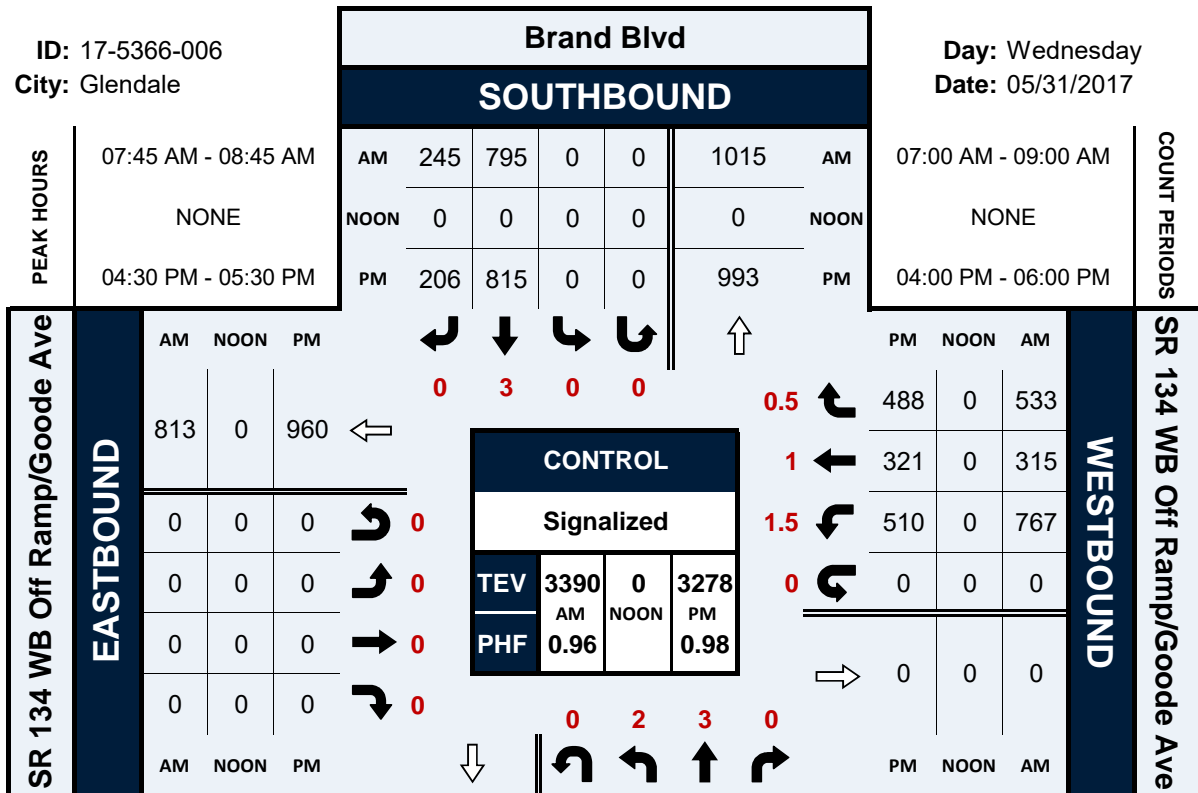 ID: 17-5366-006
City: Glendale
Brand Blvd
SOUTHBOUND
Day: Wednesday
Date: 05/31/2017
PEAK HOURS
07:45 AM - 08:45 AM
NONE
04:30 PM - 05:30 PM
AM 245 795 0 0 1015 AM
NOON 0 0 0 0 0 NOON
PM 206 815 0 0 993 PM
07:00 AM - 09:00 AM
NONE
04:00 PM - 06:00 PM
COUNT PERIODS
SR 134 WB Off Ramp/Goode Ave
EASTBOUND
AM NOON PM
813 0 960
0 0 0 0
0 0 0 0
0 0 0 0
0 0 0 0
AM NOON PM
0 3 0 0
CONTROL
Signalized
TEV 3390 0 3278
AM NOON PM
PHF 0.96 0.98
0 2 3 0
PM NOON AM
0.5 488 0 533
1 321 0 315
1.5 510 0 767
0 0 0 0
0 0 0
PM NOON AM
WESTBOUND
SR 134 WB Off Ramp/Goode Ave